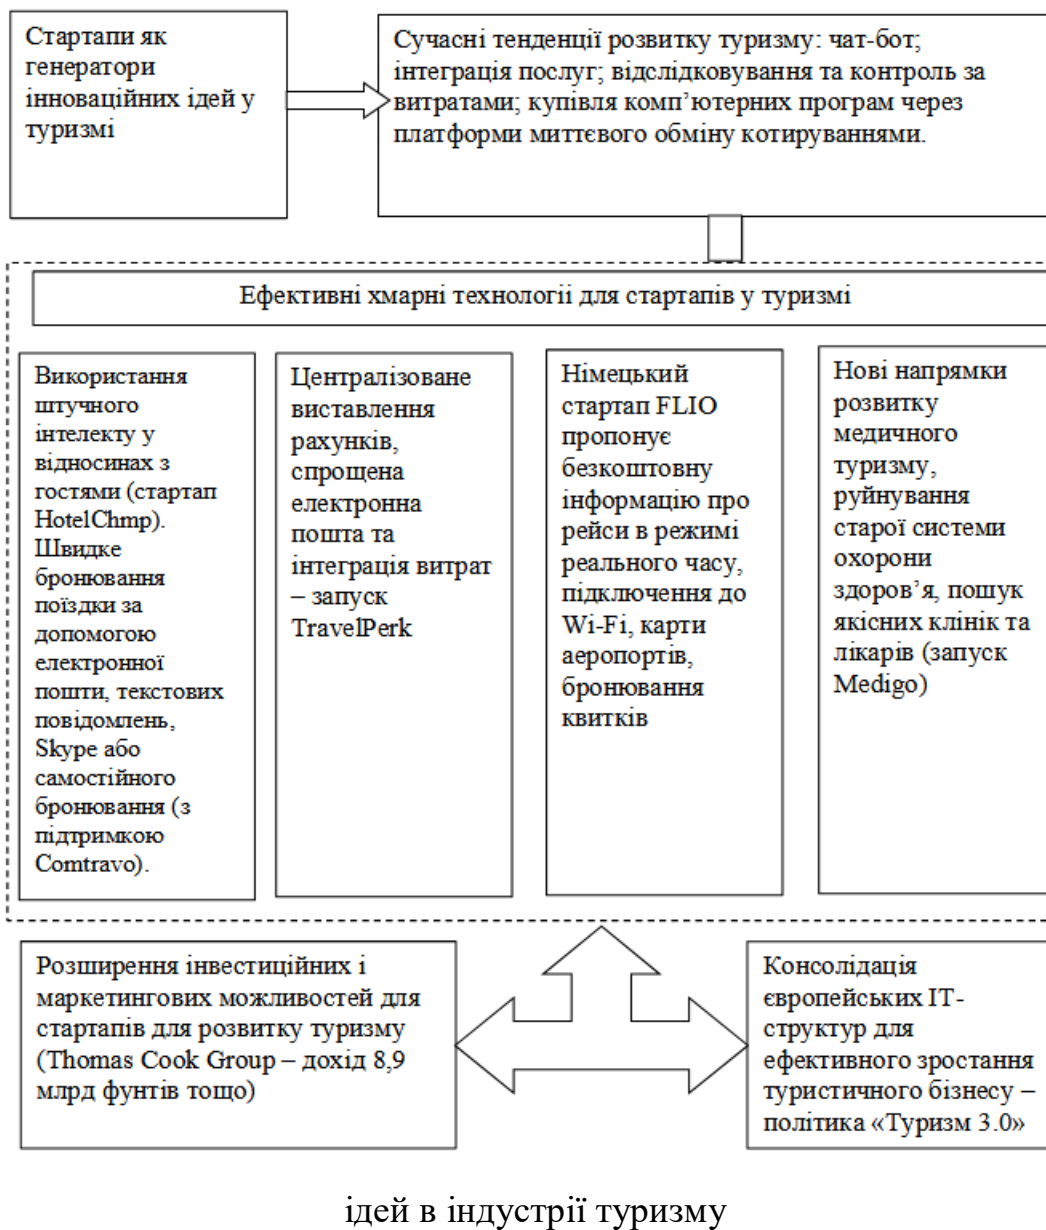 Стартапи як
генератори
інноваційних ідей у
туризмі
Сучасні тенденції розвитку туризму: чат-бот;
інтеграція послуг; відслідковування та контроль за
витратами; купівля комп’ютерних програм через
платформи миттєвого обміну котируваннями.
Ефективні хмарні технології для стартапів у туризмі
Використання
штучного
інтелекту у
відносинах з
гостями (стартап
HotelChmp).
Швидке
бронювання
поїздки за
допомогою
електронної
пошти, текстових
повідомлень,
Skype або
самостійного
бронювання (з
підтримкою
Comtravo).
Централізоване
виставлення
рахунків,
спрощена
електронна
пошта та
інтеграція витрат
– запуск
TravelPerk
Німецький
стартап FLIO
пропонує
безкоштовну
інформацію про
рейси в режимі
реального часу,
підключення до
Wi-Fi, карти
аеропортів,
бронювання
квитків
Нові напрямки
розвитку
медичного
туризму,
руйнування
старої системи
охорони
здоров’я, пошук
якісних клінік та
лікарів (запуск
Medigo)
Розширення інвестиційних і
маркетингових можливостей для
стартапів для розвитку туризму
(Thomas Cook Group – дохід 8,9
млрд фунтів тощо)
Консолідація
європейських ІТ-
структур для
ефективного зростання
туристичного бізнесу –
політика «Туризм 3.0»
ідей в індустрії туризму